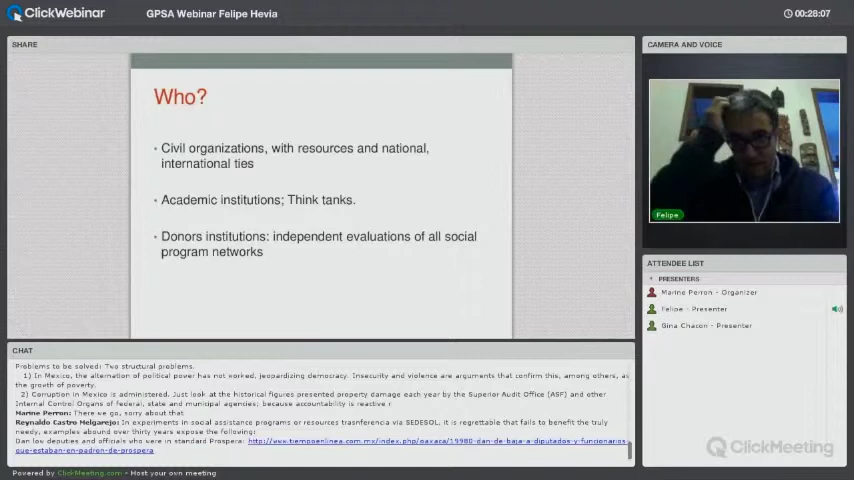 ClickWebinar
GPSA Webinar Felipe Hevia
00:28:07
SHARE
Who?
• Civil organizations, with resources and national,
international ties
• Academic institutions; Think tanks.
• Donors institutions: independent evaluations of all social
program networks
CAMERA AND VOICE
Felipe
ATTENDEE LIST
PRESENTERS
Marine Perron - Organizer
Felipe - Presenter
Gina Chacon - Presenter
CHAT
Problems to be solved: Two structural problems.
1) In Mexico, the alternation of political power has not worked, jeopardizing democracy. Insecurity and violence are arguments that confirm this, among others, as
the growth of poverty.
2) Corruption in Mexico is administered. Just look at the historical figures presented property damage each year by the Superior Audit Office (ASF) and other
Internal Control Organs of federal, state and municipal agencies; because accountability is reactive r
Marine Perron: There we go, sorry about that
Reynaldo Castro Melgarejo: In experiments in social assistance programs or resources trasnferencia via SEDESOL, it is regrettable that fails to benefit the truly
needy, examples abound over thirty years expose the following:
Dan los deputies and officials who were in standard Prospera: http://www.tiempoenlinea.com.mx/index.php/oaxaca/19980-dan-de-baja-a-diputados-y-funcionarios-
que-estaban-en-padron-de-prospera
ClickMeeting
Powered by ClickMeeting.com • Host your own meeting